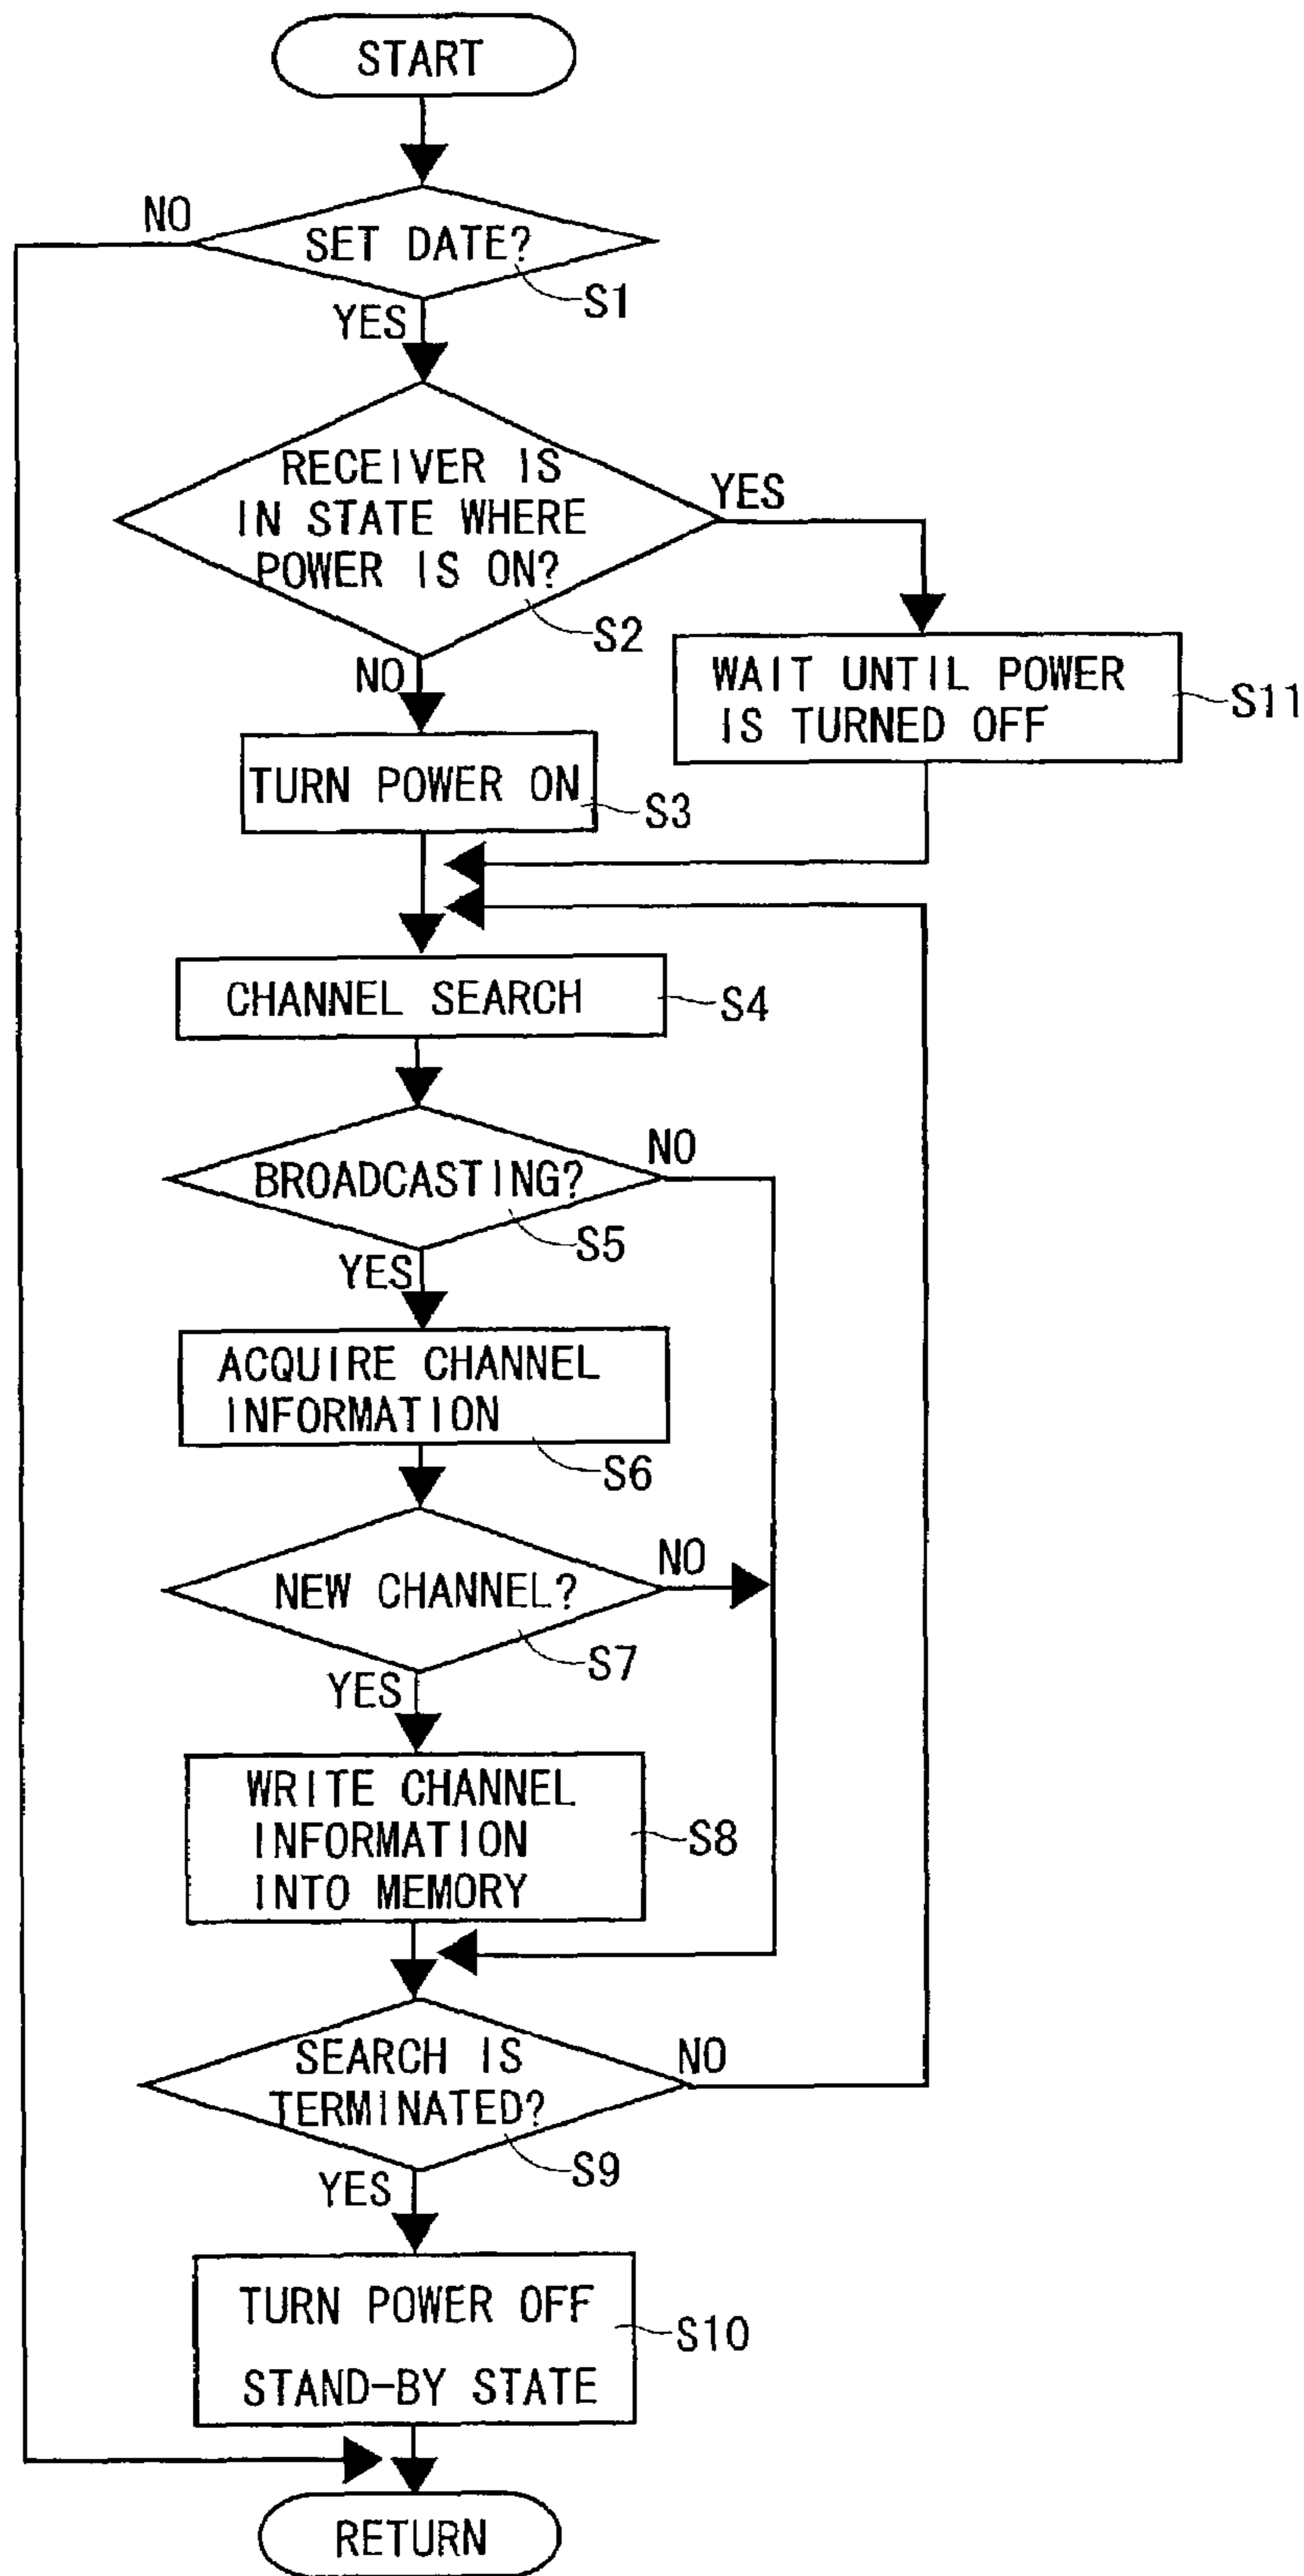 START
NO
SET DATE?
S1
YES
RECEIVER IS
IN STATE WHERE
POWER IS ON?
YES
S2
NO
WAIT UNTIL POWER
IS TURNED OFF
S11
TURN POWER ON
S3
CHANNEL SEARCH
S4
BROADCASTING?
NO
S5
YES
ACQUIRE CHANNEL
INFORMATION
S6
NEW CHANNEL?
NO
S7
YES
WRITE CHANNEL
INFORMATION
INTO MEMORY
S8
SEARCH IS
TERMINATED?
NO
S9
YES
TURN POWER OFF
STAND-BY STATE
S10
RETURN